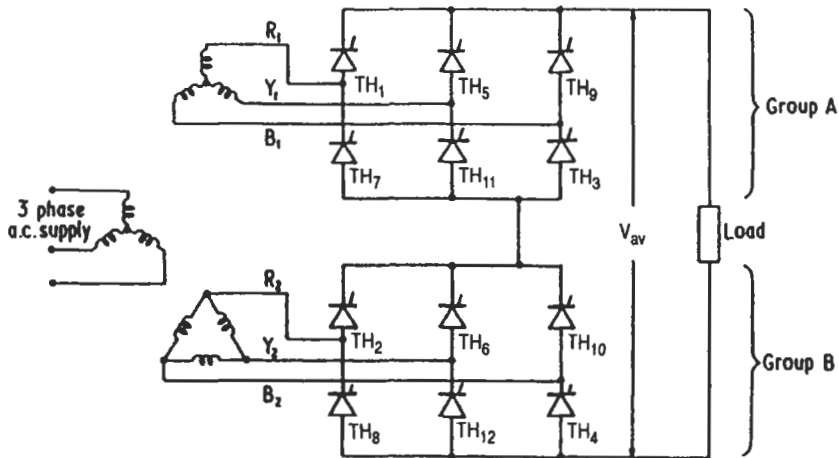 R₁
TH₁
TH₅
TH₉
Y₁
B₁
TH₇
TH₁₁
TH₃
Group A
3 phase
a.c. supply
V_av
Load
R₂
TH₂
TH₆
TH₁₀
Y₂
B₂
TH₈
TH₁₂
TH₄
Group B